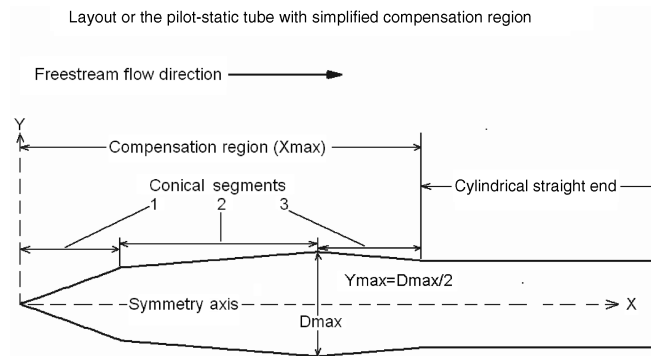 Layout or the pilot-static tube with simplified compensation region
Freestream flow direction
Y
Compensation region (Xmax)
Conical segments
Cylindrical straight end
1 2 3
Ymax=Dmax/2
Symmetry axis
X
Dmax